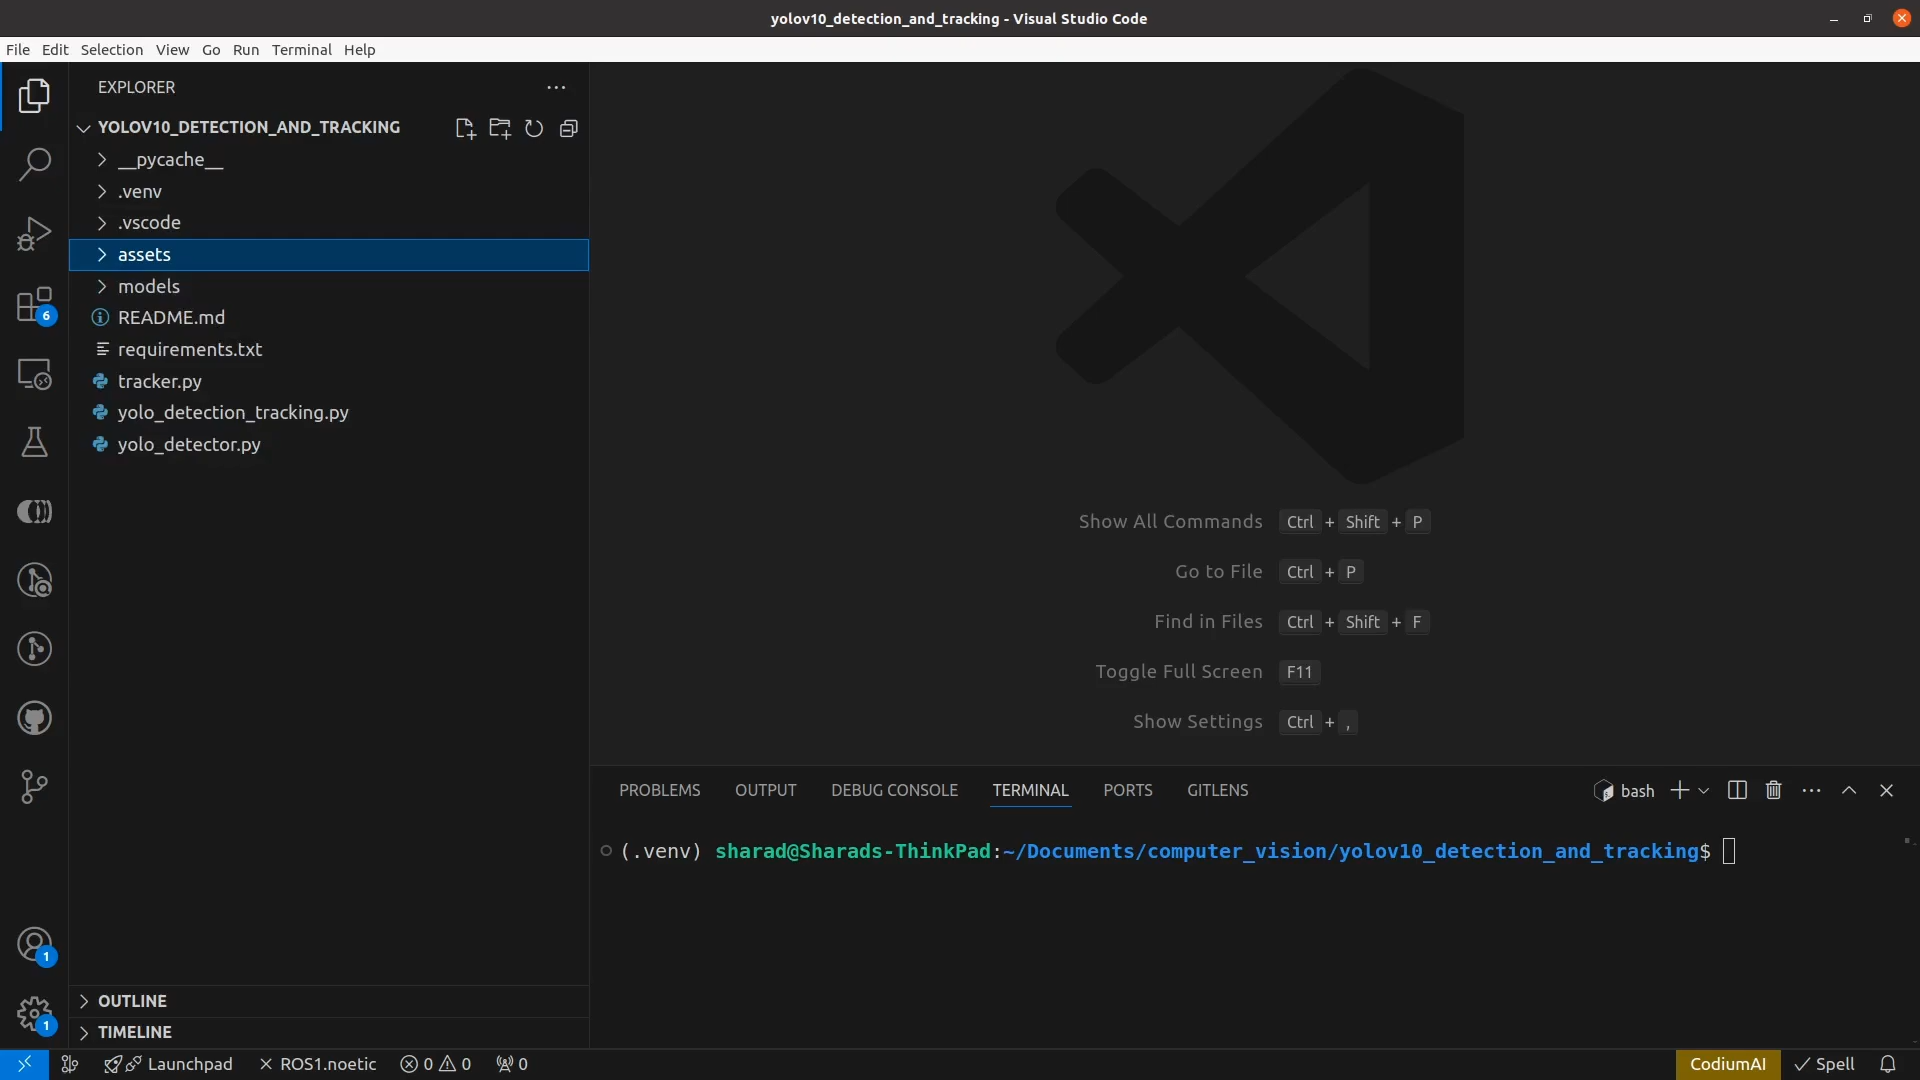 yolov10_detection_and_tracking - Visual Studio Code
File Edit Selection View Go Run Terminal Help
EXPLORER
YOLOV10_DETECTION_AND_TRACKING
__pycache__
.venv
.vscode
assets
models
README.md
requirements.txt
tracker.py
yolo_detection_tracking.py
yolo_detector.py
6
1
1
OUTLINE
TIMELINE
Show All Commands Ctrl + Shift + P
Go to File Ctrl + P
Find in Files Ctrl + Shift + F
Toggle Full Screen F11
Show Settings Ctrl + ,
PROBLEMS OUTPUT DEBUG CONSOLE TERMINAL PORTS GITLENS bash
(.venv) sharad@Sharads-ThinkPad:~/Documents/computer_vision/yolov10_detection_and_tracking$
Launchpad ROS1.noetic 0 0 0 CodiumAI Spell